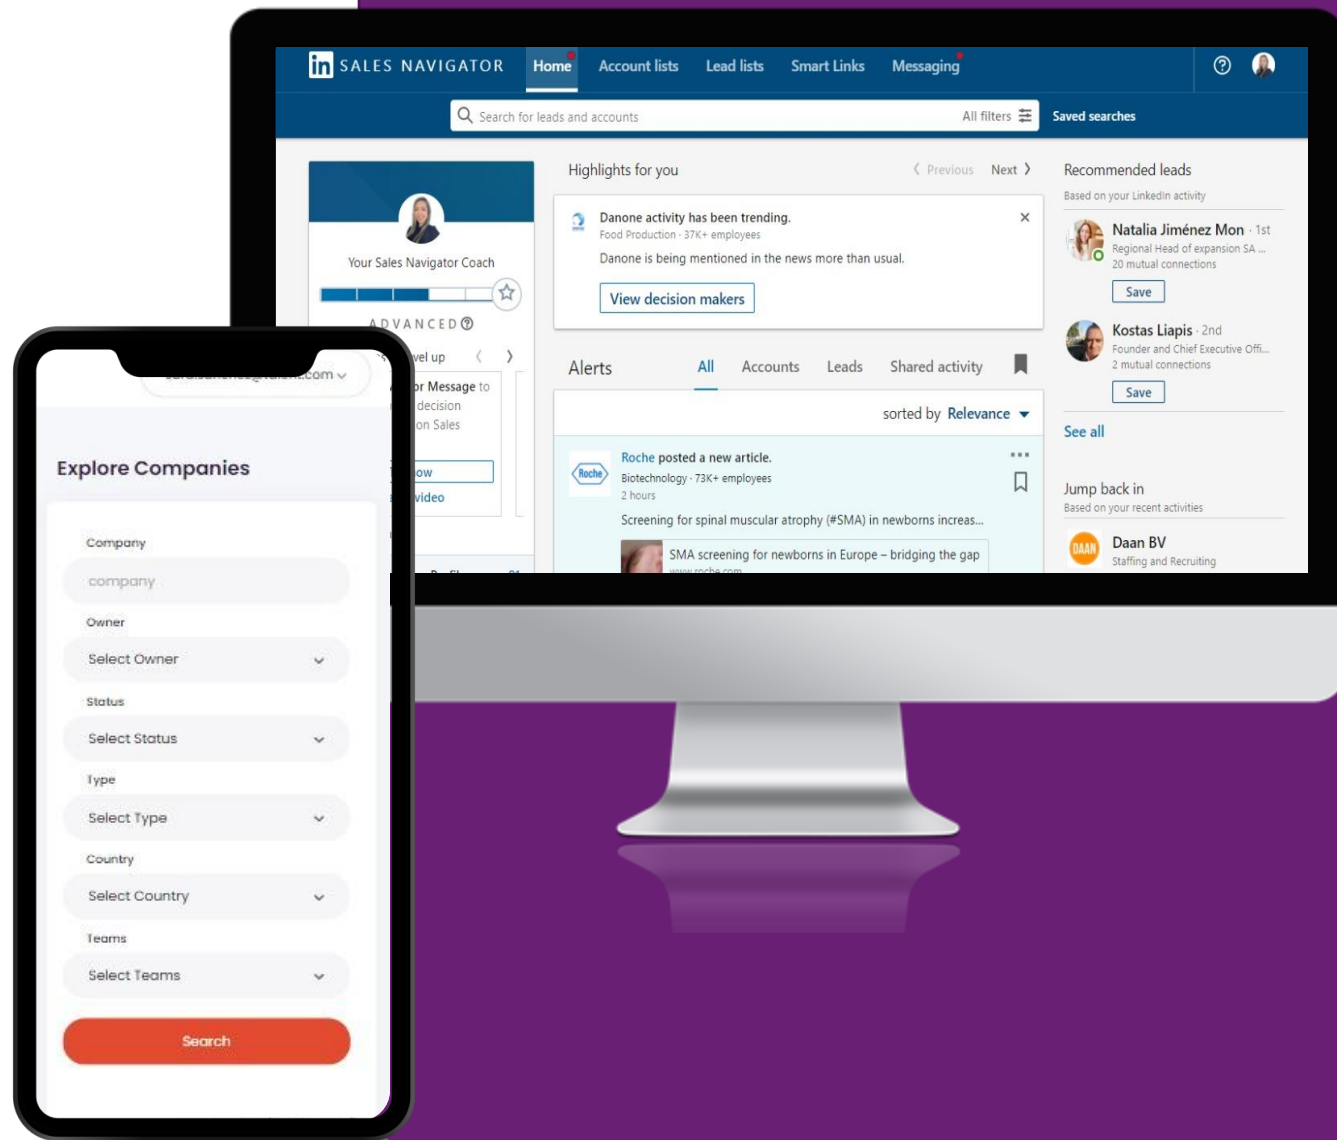 in SALES NAVIGATOR
Home
Account lists
Lead lists
Smart Links
Messaging
Search for leads and accounts
All filters
Saved searches
Your Sales Navigator Coach
ADVANCED
vel up
or Message to
decision
on Sales
ow
video
Highlights for you
Previous
Next
Danone activity has been trending.
Food Production · 37K+ employees
Danone is being mentioned in the news more than usual.
View decision makers
Alerts
All
Accounts
Leads
Shared activity
sorted by Relevance
Roche
Roche posted a new article.
Biotechnology · 73K+ employees
2 hours
Screening for spinal muscular atrophy (#SMA) in newborns increas...
SMA screening for newborns in Europe – bridging the gap
www.roche.com
Recommended leads
Based on your LinkedIn activity
Natalia Jiménez Mon · 1st
Regional Head of expansion SA ...
20 mutual connections
Save
Kostas Liapis · 2nd
Founder and Chief Executive Offi...
2 mutual connections
Save
See all
Jump back in
Based on your recent activities
DAAN
Daan BV
Staffing and Recruiting
Explore Companies
Company
company
Owner
Select Owner
Status
Select Status
Type
Select Type
Country
Select Country
Teams
Select Teams
Search